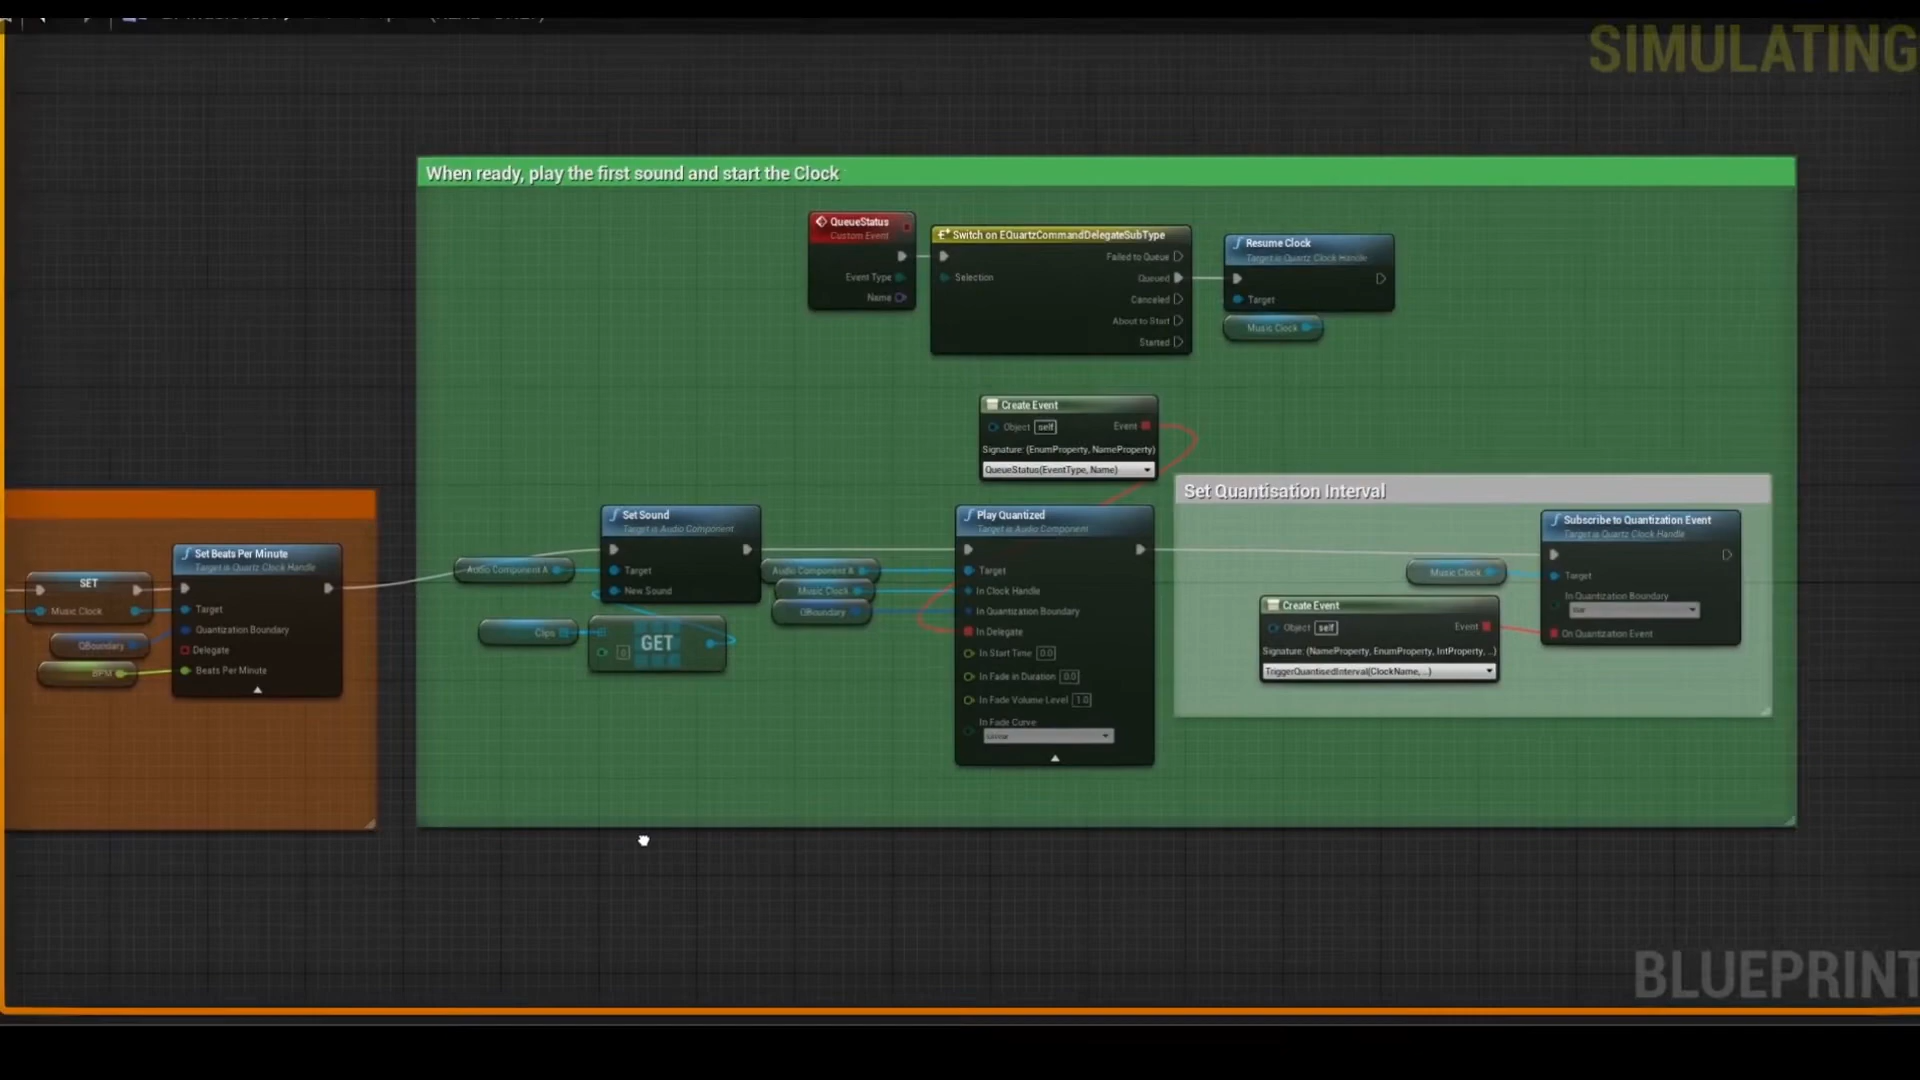 SIMULATING
When ready, play the first sound and start the Clock
QueueStatus
Custom Event
Event Type
Name
Switch on EQuartzCommandDelegateSubType
Selection
Failed to Queue
Queued
Canceled
About to Start
Started
Resume Clock
Target is Quartz Clock Handle
Target
Music Clock
Create Event
Object self
Event
Signature: (EnumProperty, NameProperty)
QueueStatus(EventType, Name)
SET
Music Clock
QBoundary
BPM
Set Beats Per Minute
Target is Quartz Clock Handle
Target
Quantization Boundary
Delegate
Beats Per Minute
Audio Component A
Set Sound
Target is Audio Component
Target
New Sound
Clips
0
GET
Audio Component
Music Clock
QBoundary
Play Quantized
Target is Audio Component
Target
In Clock Handle
In Quantization Boundary
In Delegate
In Start Time 0.0
In Fade in Duration 0.0
In Fade Volume Level 1.0
In Fade Curve
Linear
Set Quantisation Interval
Music Clock
Create Event
Object self
Event
Signature: (NameProperty, EnumProperty, IntProperty, ...)
TriggerQuantisedInterval(ClockName, ...)
Subscribe to Quantization Event
Target is Quartz Clock Handle
Target
In Quantization Boundary
Bar
On Quantization Event
BLUEPRINT